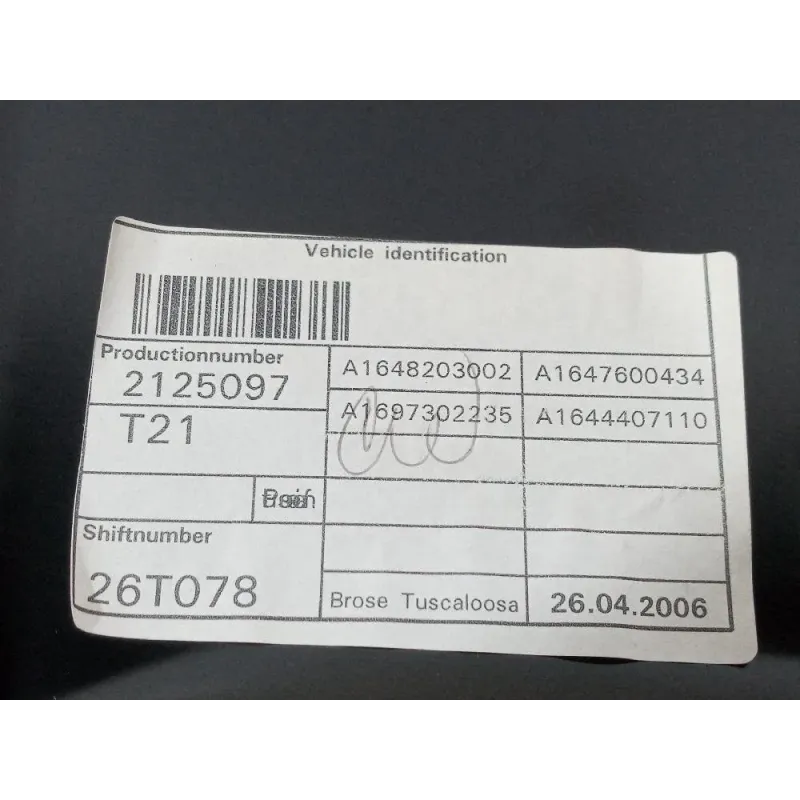 Vehicle identification
Productionnumber
2125097
A1648203002 A1647600434
T21
A1697302235 A1644407110
Shiftnumber
26T078
Brose Tuscaloosa 26.04.2006